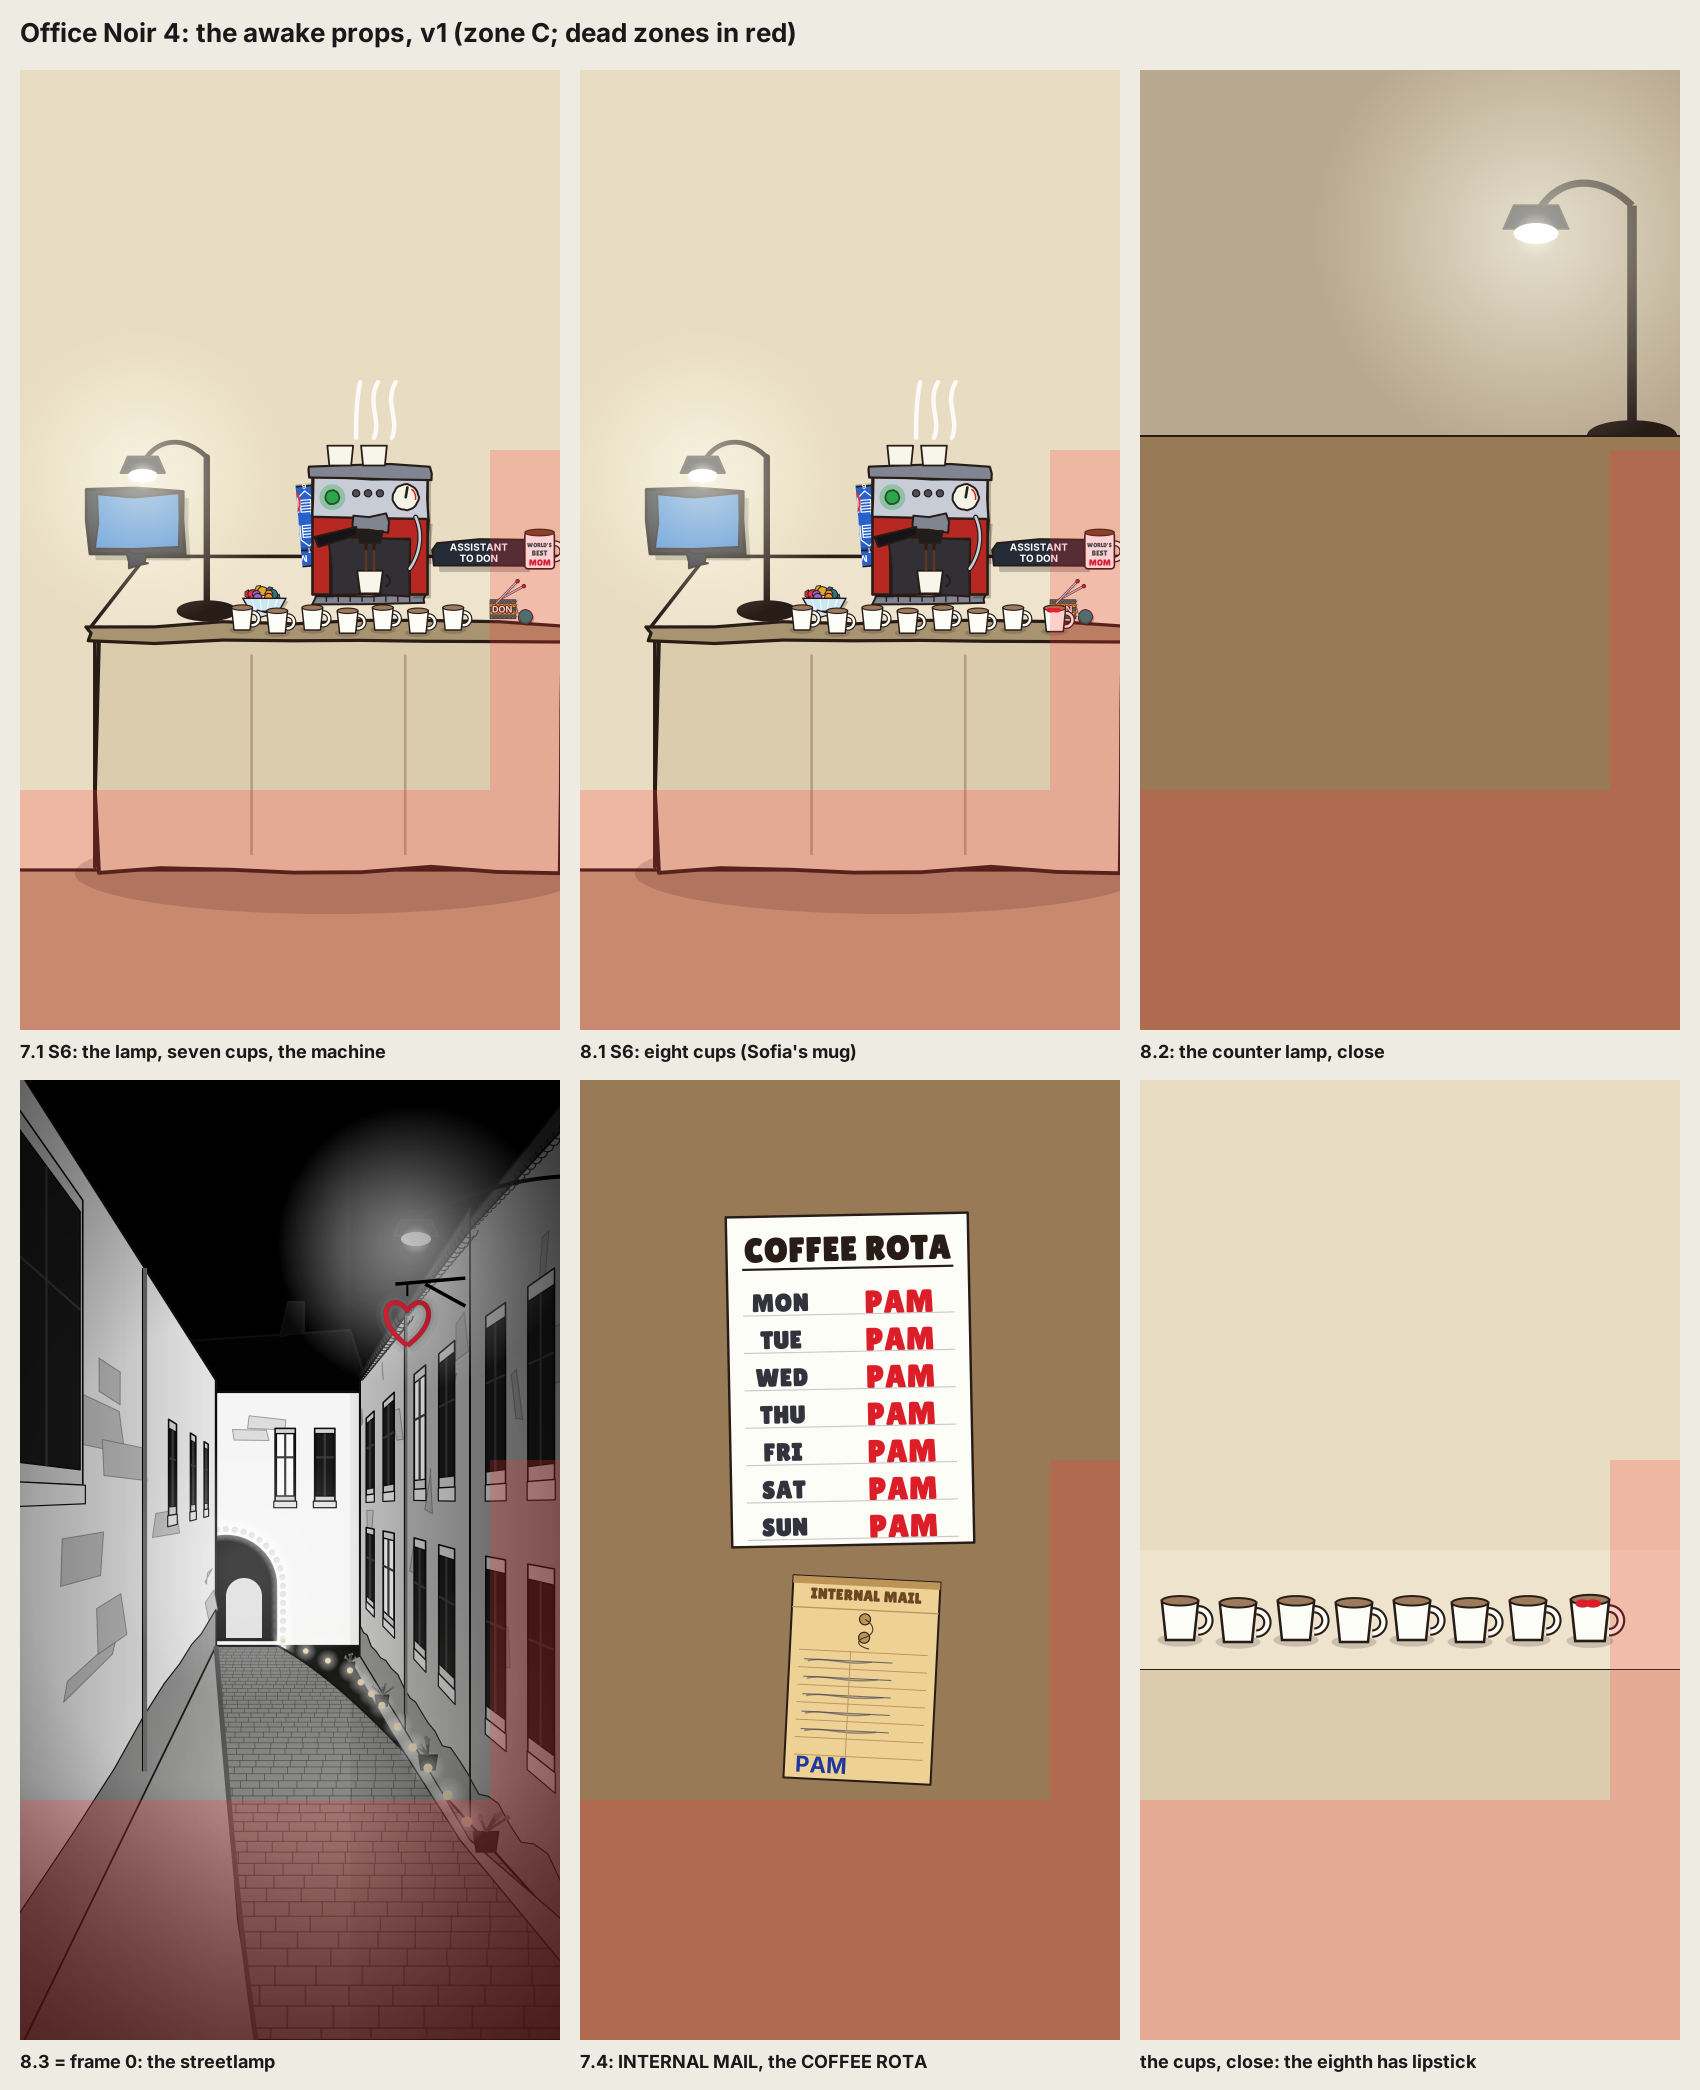 Office Noir 4: the awake props, v1 (zone C; dead zones in red)
ASSISTANT
TO DON
WORLD'S
BEST
MOM
DON
ASSISTANT
TO DON
WORLD'S
BEST
MOM
7.1 S6: the lamp, seven cups, the machine
8.1 S6: eight cups (Sofia's mug)
8.2: the counter lamp, close
COFFEE ROTA
MON PAM
TUE PAM
WED PAM
THU PAM
FRI PAM
SAT PAM
SUN PAM
INTERNAL MAIL
PAM
8.3 = frame 0: the streetlamp
7.4: INTERNAL MAIL, the COFFEE ROTA
the cups, close: the eighth has lipstick